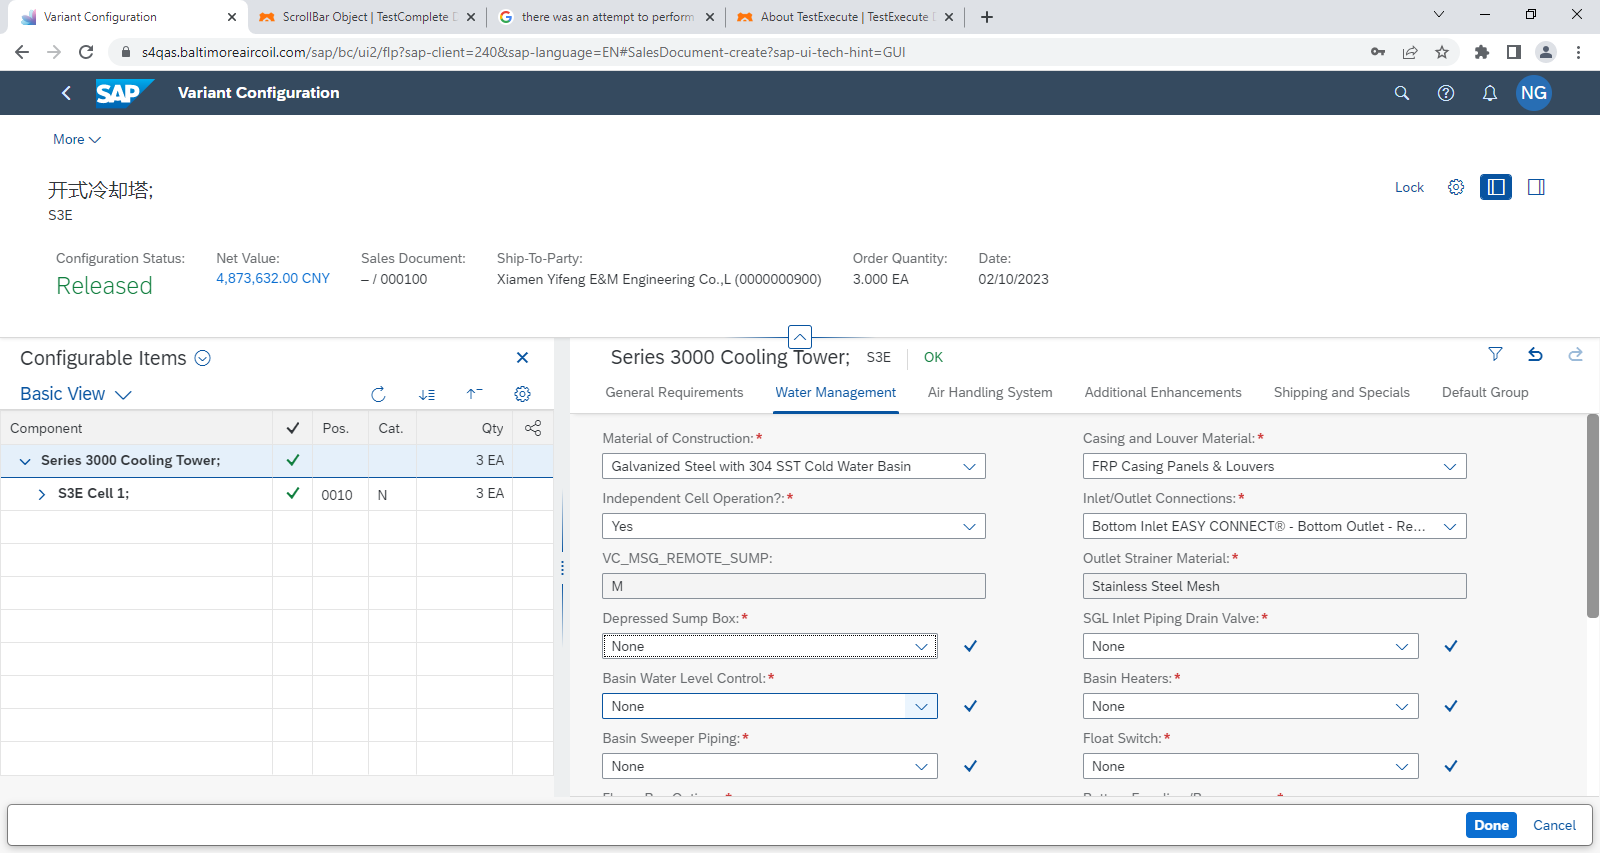 Variant Configuration
ScrollBar Object | TestComplete D
there was an attempt to perform
About TestExecute | TestExecute D
s4qas.baltimoreaircoil.com/sap/bc/ui2/flp?sap-client=240&sap-language=EN#SalesDocument-create?sap-ui-tech-hint=GUI
SAP Variant Configuration NG
More
开式冷却塔;
S3E
Lock
Configuration Status: Net Value: Sales Document: Ship-To-Party: Order Quantity: Date:
Released 4,873,632.00 CNY – / 000100 Xiamen Yifeng E&M Engineering Co.,L (0000000900) 3.000 EA 02/10/2023
Configurable Items
Basic View
Component Pos. Cat. Qty
Series 3000 Cooling Tower; 3 EA
S3E Cell 1; 0010 N 3 EA
Series 3000 Cooling Tower; S3E OK
General Requirements Water Management Air Handling System Additional Enhancements Shipping and Specials Default Group
Material of Construction:* Casing and Louver Material:*
Galvanized Steel with 304 SST Cold Water Basin FRP Casing Panels & Louvers
Independent Cell Operation?:* Inlet/Outlet Connections:*
Yes Bottom Inlet EASY CONNECT® - Bottom Outlet - Re...
VC_MSG_REMOTE_SUMP: Outlet Strainer Material:*
M Stainless Steel Mesh
Depressed Sump Box:* SGL Inlet Piping Drain Valve:*
None None
Basin Water Level Control:* Basin Heaters:*
None None
Basin Sweeper Piping:* Float Switch:*
None None
Done Cancel